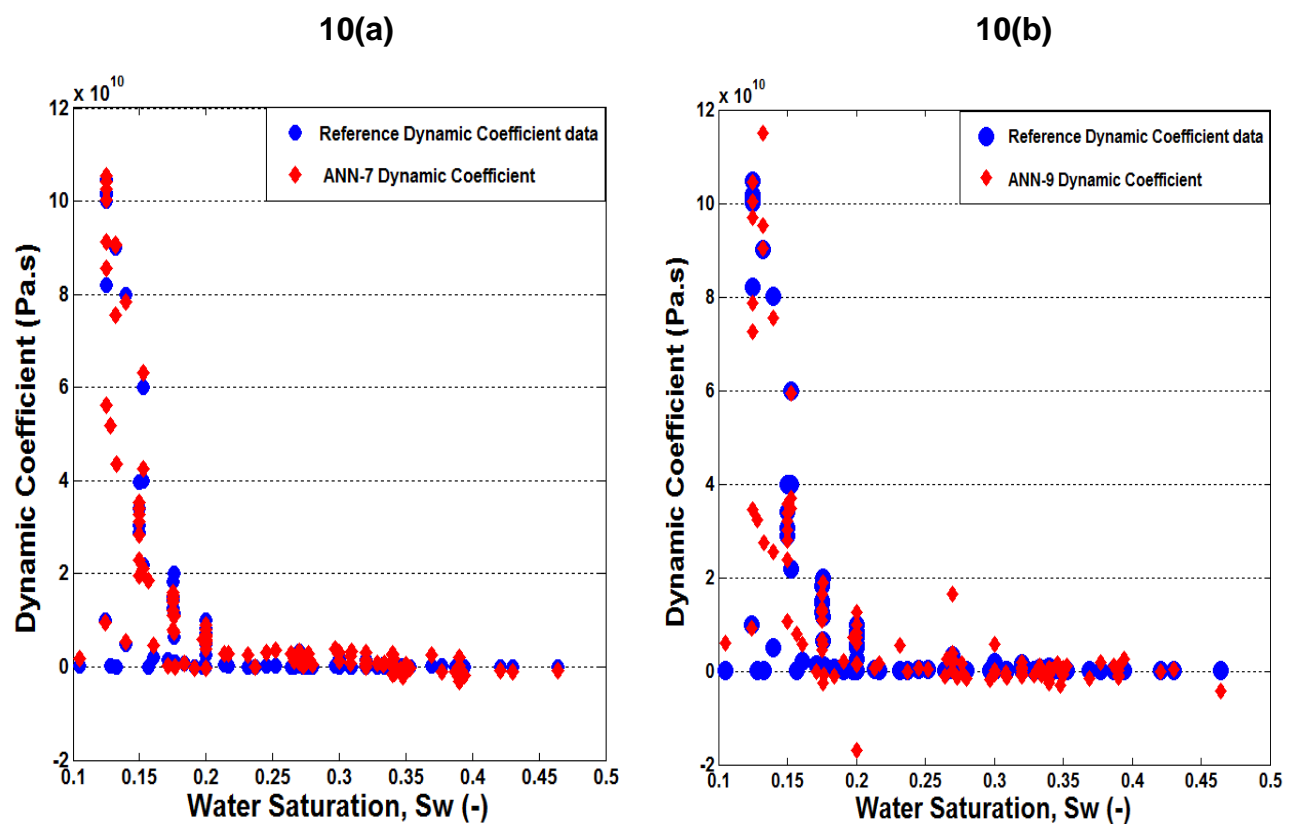 10(a)
x 10^10
12
10
8
6
4
2
0
-2
0.1 0.15 0.2 0.25 0.3 0.35 0.4 0.45 0.5
Dynamic Coefficient (Pa.s)
Water Saturation, Sw (-)
Reference Dynamic Coefficient data
ANN-7 Dynamic Coefficient
10(b)
x 10^10
12
10
8
6
4
2
0
-2
0.1 0.15 0.2 0.25 0.3 0.35 0.4 0.45 0.5
Dynamic Coefficient (Pa.s)
Water Saturation, Sw (-)
Reference Dynamic Coefficient data
ANN-9 Dynamic Coefficient